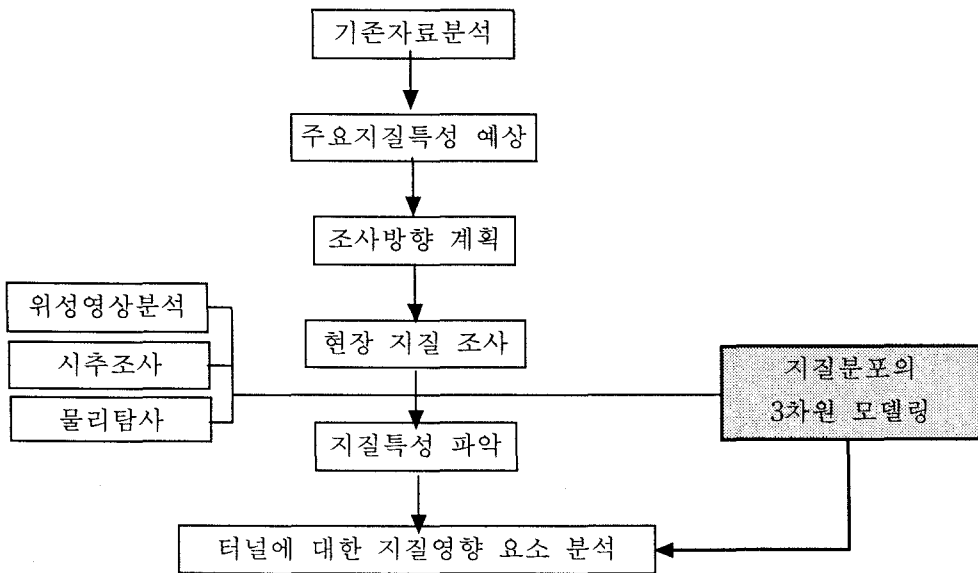 기존자료분석
주요지질특성 예상
조사방향 계획
위성영상분석
현장 지질 조사
시추조사
물리탐사
지질분포의
3차원 모델링
지질특성 파악
터널에 대한 지질영향 요소 분석